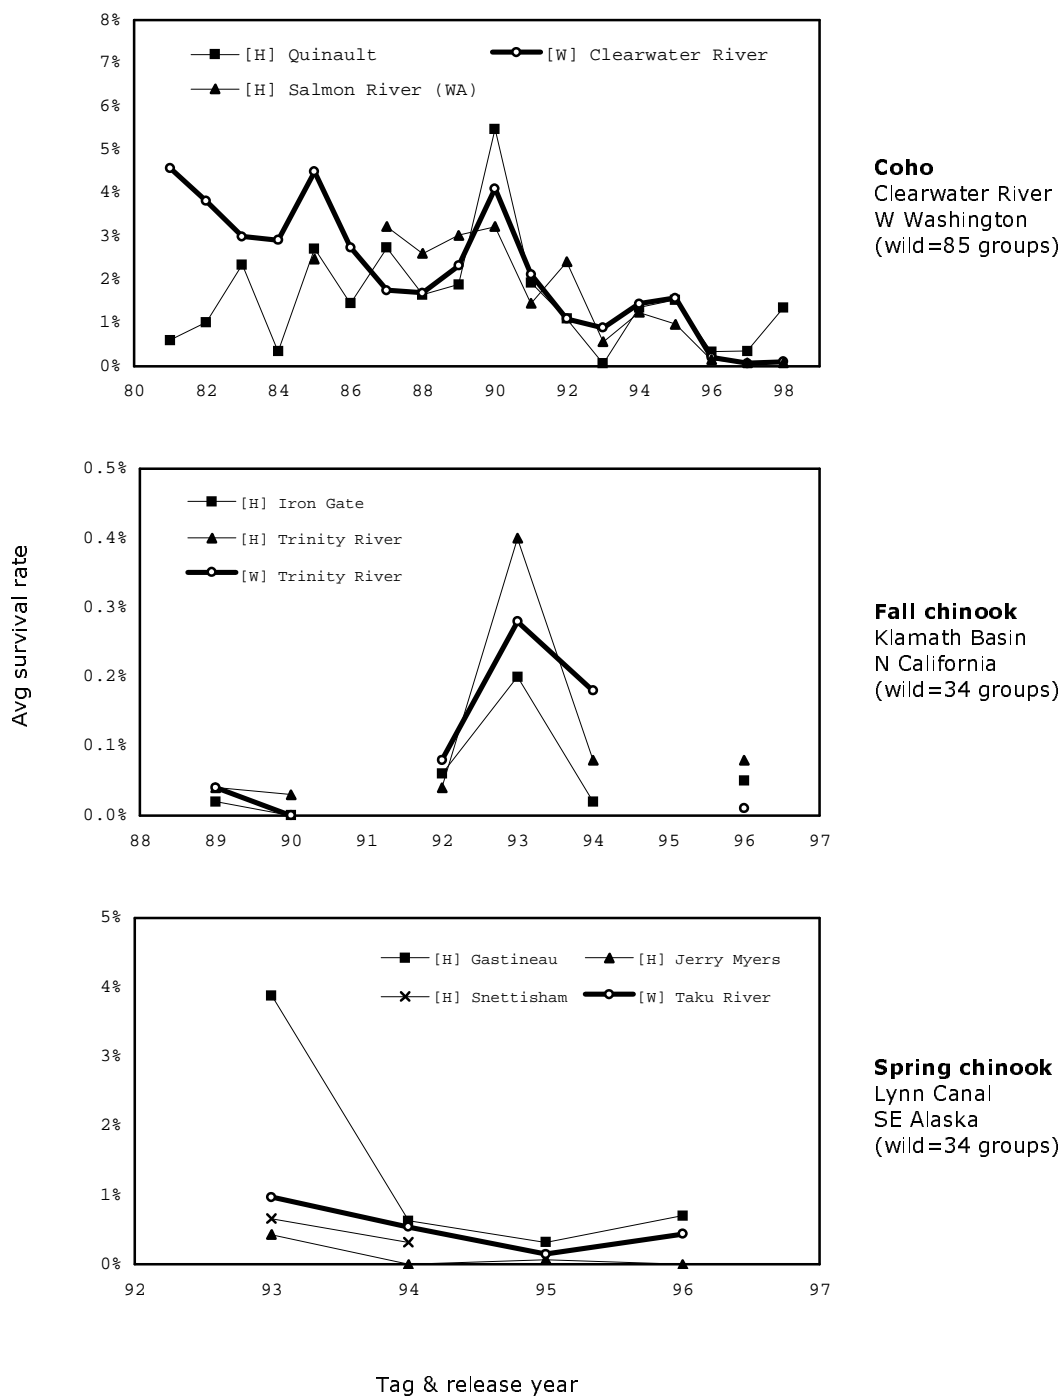 8%
7%
6%
5%
4%
3%
2%
1%
0%
[H] Quinault
[W] Clearwater River
[H] Salmon River (WA)
80 82 84 86 88 90 92 94 96 98
Coho
Clearwater River
W Washington
(wild=85 groups)
Avg survival rate
0.5%
0.4%
0.3%
0.2%
0.1%
0.0%
[H] Iron Gate
[H] Trinity River
[W] Trinity River
88 89 90 91 92 93 94 95 96 97
Fall chinook
Klamath Basin
N California
(wild=34 groups)
5%
4%
3%
2%
1%
0%
[H] Gastineau
[H] Jerry Myers
[H] Snettisham
[W] Taku River
92 93 94 95 96 97
Spring chinook
Lynn Canal
SE Alaska
(wild=34 groups)
Tag & release year